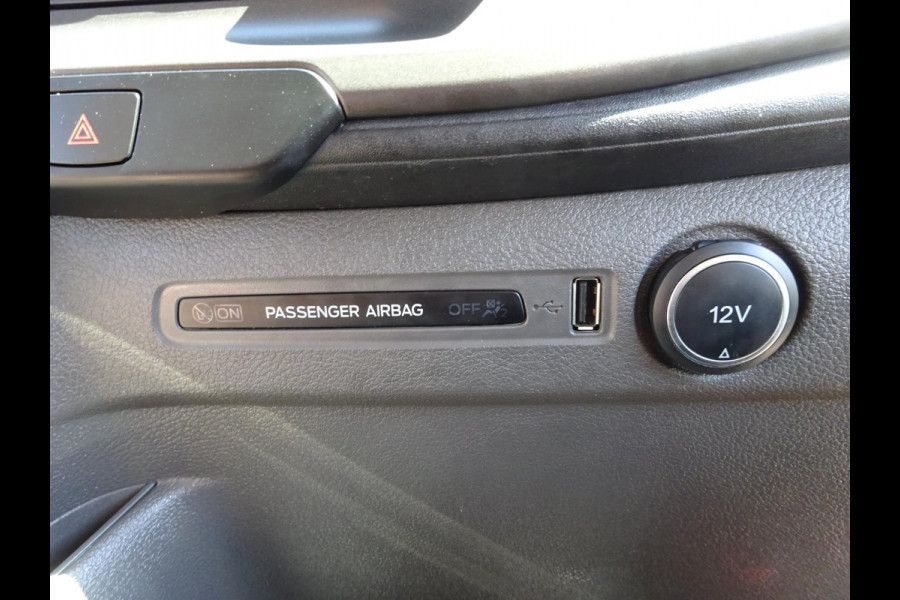 ON PASSENGER AIRBAG OFF
12V